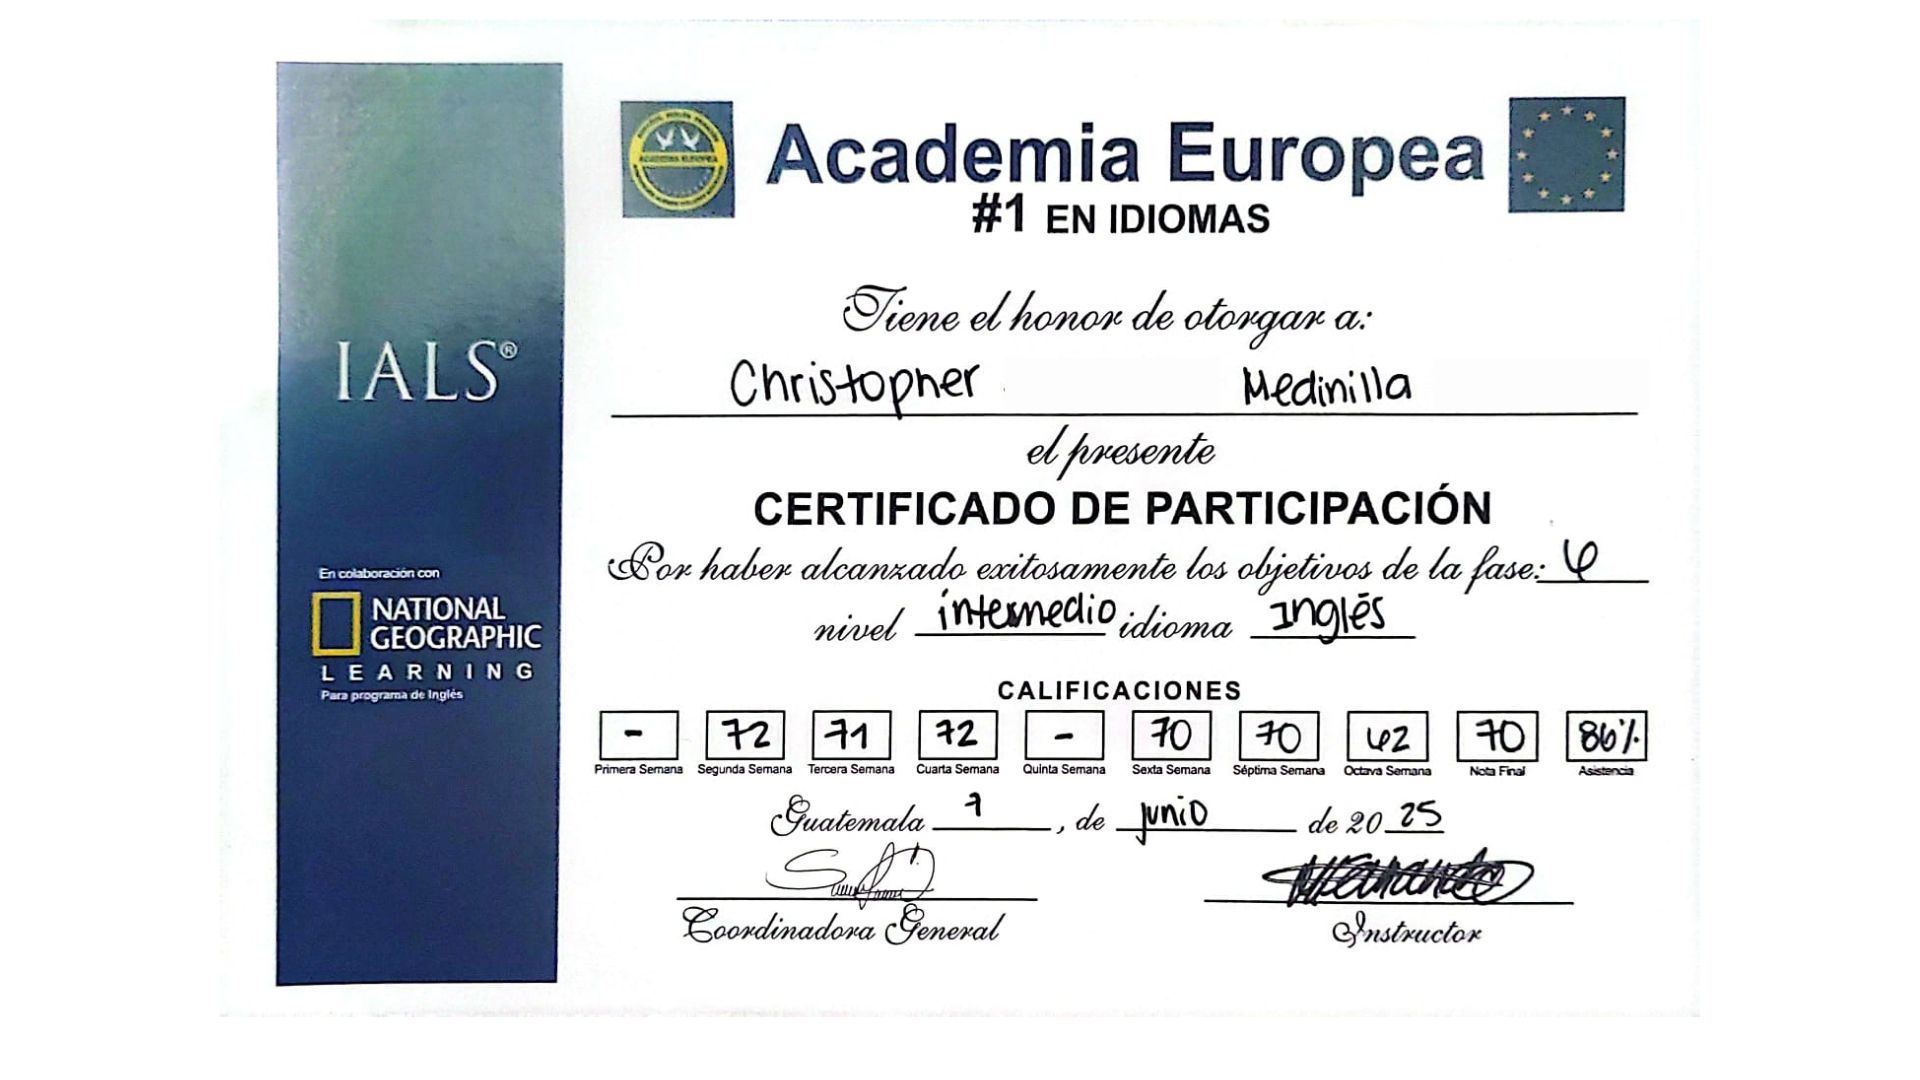 Academia Europea
#1 EN IDIOMAS
Tiene el honor de otorgar a:
Christopher Medinilla
el presente
CERTIFICADO DE PARTICIPACIÓN
Por haber alcanzado exitosamente los objetivos de la fase: 6
nivel intermedio idioma Inglés
CALIFICACIONES
- 72 71 72 - 70 70 62 70 86%
Primera Semana Segunda Semana Tercera Semana Cuarta Semana Quinta Semana Sexta Semana Séptima Semana Octava Semana Nota Final Asistencia
Guatemala 7, de junio de 2025
Coordinadora General Instructor
IALS®
En colaboración con
NATIONAL
GEOGRAPHIC
LEARNING
Para programa de Inglés
ACADEMIA EUROPEA